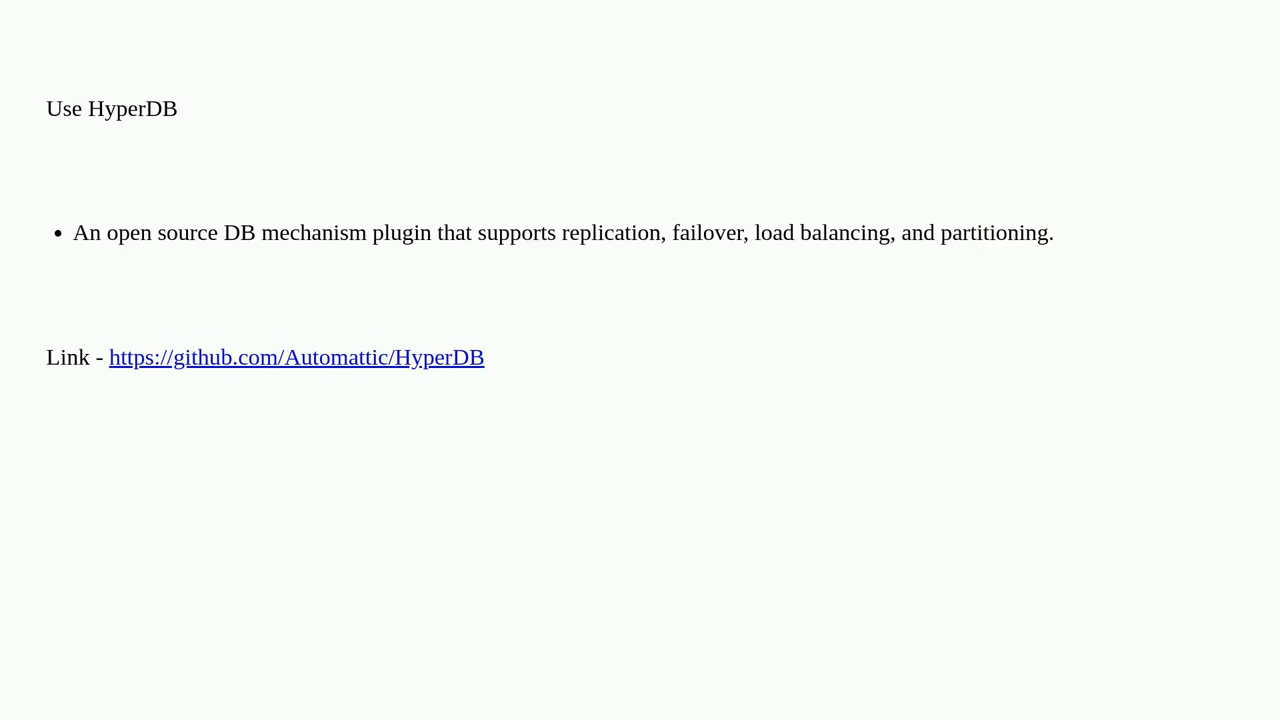 Use HyperDB
• An open source DB mechanism plugin that supports replication, failover, load balancing, and partitioning.
Link - https://github.com/Automattic/HyperDB